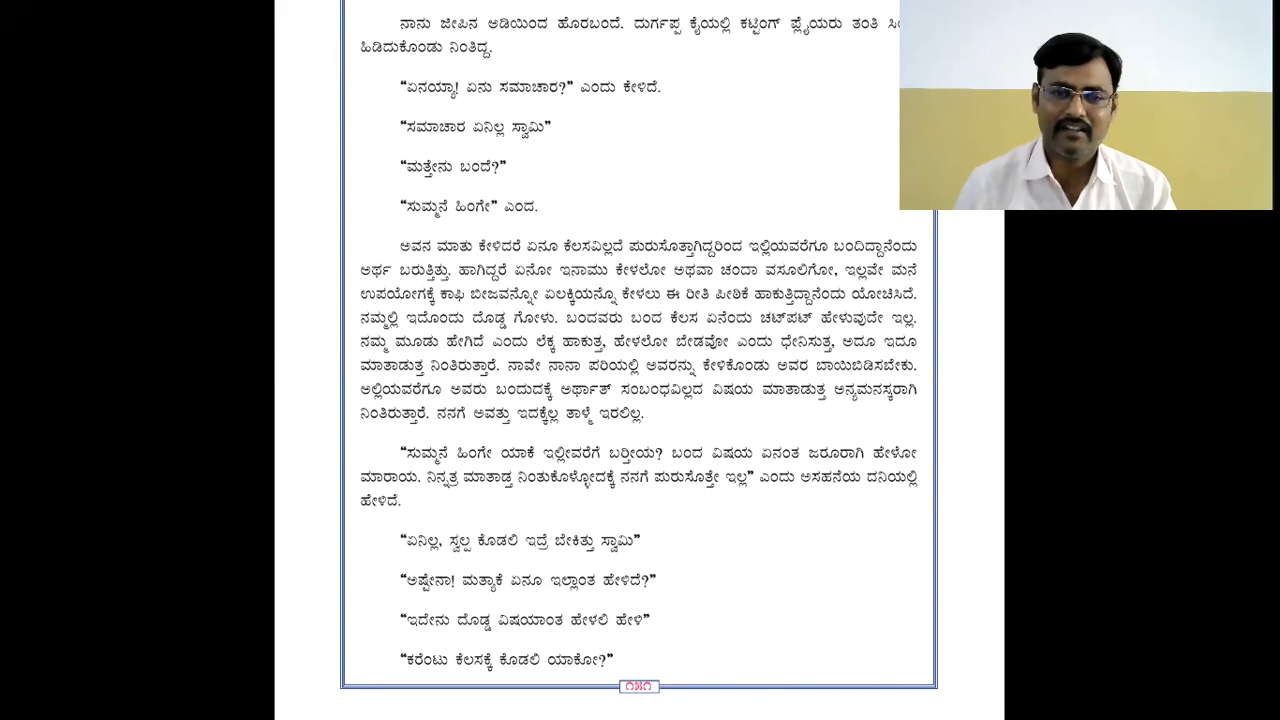 ನಾನು ಜೀಪಿನ ಅಡಿಯಿಂದ ಹೊರಬಂದೆ. ದುರ್ಗಪ್ಪ ಕೈಯಲ್ಲಿ ಕಟ್ಟಿಂಗ್ ಪ್ಲೈಯರು ತಂತಿ
ಹಿಡಿದುಕೊಂಡು ನಿಂತಿದ್ದ.
“ಏನಯ್ಯಾ! ಏನು ಸಮಾಚಾರ?” ಎಂದು ಕೇಳಿದೆ.
“ಸಮಾಚಾರ ಏನಿಲ್ಲ ಸ್ವಾಮಿ”
“ಮತ್ತೇನು ಬಂದೆ?”
“ಸುಮ್ಮನೆ ಹಿಂಗೇ” ಎಂದ.
ಅವನ ಮಾತು ಕೇಳಿದರೆ ಏನೂ ಕೆಲಸವಿಲ್ಲದೆ ಪುರುಸೊತ್ತಾಗಿದ್ದರಿಂದ ಇಲ್ಲಿಯವರೆಗೂ ಬಂದಿದ್ದಾನೆಂದು
ಅರ್ಥ ಬರುತ್ತಿತ್ತು. ಹಾಗಿದ್ದರೆ ಏನೋ ಇನಾಮು ಕೇಳಲೋ ಅಥವಾ ಚಂದಾ ವಸೂಲಿಗೋ, ಇಲ್ಲವೇ ಮನೆ
ಉಪಯೋಗಕ್ಕೆ ಕಾಫಿ ಬೀಜವನ್ನೋ ಏಲಕ್ಕಿಯನ್ನೊ ಕೇಳಲು ಈ ರೀತಿ ಪೀಠಿಕೆ ಹಾಕುತ್ತಿದ್ದಾನೆಂದು ಯೋಚಿಸಿದೆ.
ನಮ್ಮಲ್ಲಿ ಇದೊಂದು ದೊಡ್ಡ ಗೋಳು. ಬಂದವರು ಬಂದ ಕೆಲಸ ಏನೆಂದು ಚಟ್‌ಪಟ್ ಹೇಳುವುದೇ ಇಲ್ಲ.
ನಮ್ಮ ಮೂಡು ಹೇಗಿದೆ ಎಂದು ಲೆಕ್ಕ ಹಾಕುತ್ತ, ಹೇಳಲೋ ಬೇಡವೋ ಎಂದು ಧೇನಿಸುತ್ತ, ಅದೂ ಇದೂ
ಮಾತಾಡುತ್ತ ನಿಂತಿರುತ್ತಾರೆ. ನಾವೇ ನಾನಾ ಪರಿಯಲ್ಲಿ ಅವರನ್ನು ಕೇಳಿಕೊಂಡು ಅವರ ಬಾಯಿಬಿಡಿಸಬೇಕು.
ಅಲ್ಲಿಯವರೆಗೂ ಅವರು ಬಂದುದಕ್ಕೆ ಅರ್ಥಾತ್ ಸಂಬಂಧವಿಲ್ಲದ ವಿಷಯ ಮಾತಾಡುತ್ತ ಅನ್ಯಮನಸ್ಕರಾಗಿ
ನಿಂತಿರುತ್ತಾರೆ. ನನಗೆ ಅವತ್ತು ಇದಕ್ಕೆಲ್ಲ ತಾಳ್ಮೆ ಇರಲಿಲ್ಲ.
“ಸುಮ್ಮನೆ ಹಿಂಗೇ ಯಾಕೆ ಇಲ್ಲೀವರೆಗೆ ಬರ‍್ತೀಯ? ಬಂದ ವಿಷಯ ಏನಂತ ಜರೂರಾಗಿ ಹೇಳೋ
ಮಾರಾಯ. ನಿನ್ನತ್ರ ಮಾತಾಡ್ತ ನಿಂತುಕೊಳ್ಳೋದಕ್ಕೆ ನನಗೆ ಪುರುಸೊತ್ತೇ ಇಲ್ಲ” ಎಂದು ಅಸಹನೆಯ ದನಿಯಲ್ಲಿ
ಹೇಳಿದೆ.
“ಏನಿಲ್ಲ, ಸ್ವಲ್ಪ ಕೊಡಲಿ ಇದ್ರೆ ಬೇಕಿತ್ತು ಸ್ವಾಮಿ”
“ಅಷ್ಟೇನಾ! ಮತ್ಯಾಕೆ ಏನೂ ಇಲ್ಲಾಂತ ಹೇಳಿದೆ?”
“ಇದೇನು ದೊಡ್ಡ ವಿಷಯಾಂತ ಹೇಳಲಿ ಹೇಳಿ”
“ಕರೆಂಟು ಕೆಲಸಕ್ಕೆ ಕೊಡಲಿ ಯಾಕೋ?”
೧೫೧